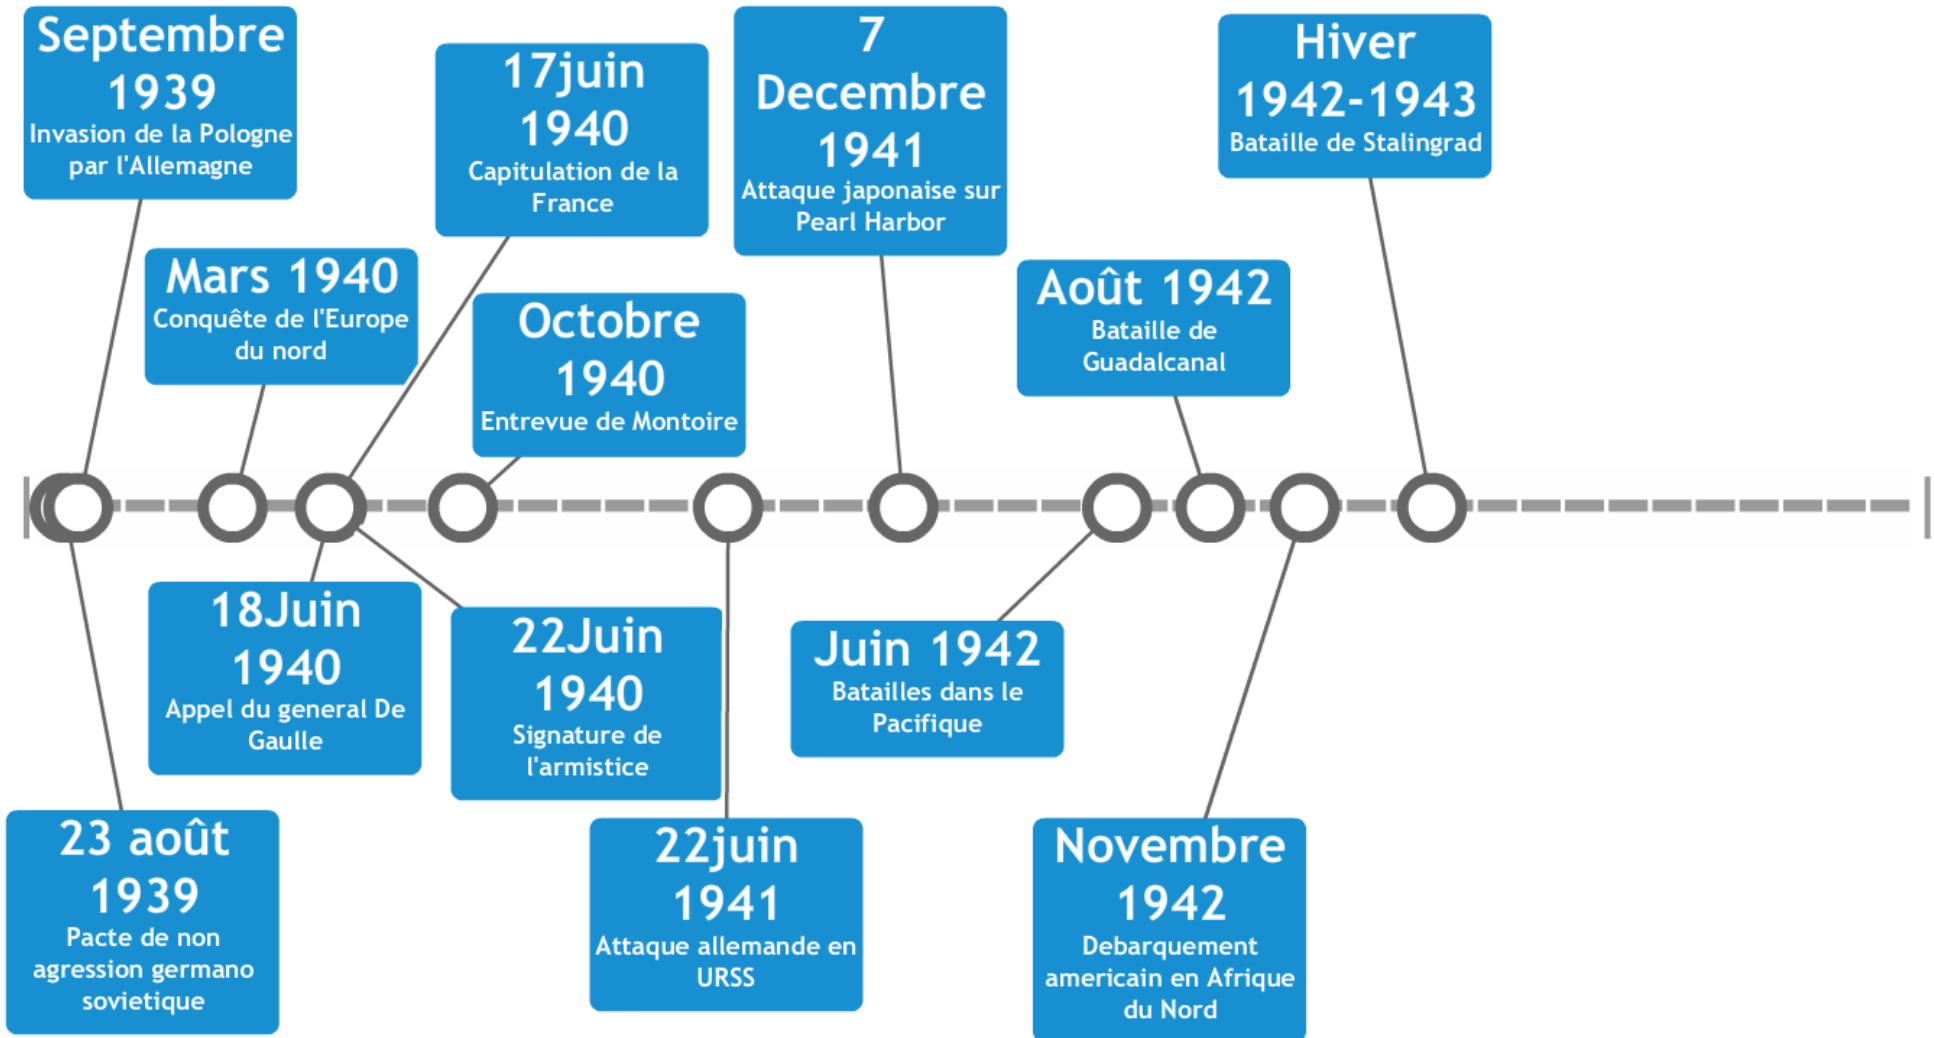 Septembre
1939
Invasion de la Pologne
par l'Allemagne
17juin
1940
Capitulation de la
France
7
Decembre
1941
Attaque japonaise sur
Pearl Harbor
Hiver
1942-1943
Bataille de Stalingrad
Mars 1940
Conquête de l'Europe
du nord
Octobre
1940
Entrevue de Montoire
Août 1942
Bataille de
Guadalcanal
18Juin
1940
Appel du general De
Gaulle
22Juin
1940
Signature de
l'armistice
Juin 1942
Batailles dans le
Pacifique
23 août
1939
Pacte de non
agression germano
sovietique
22juin
1941
Attaque allemande en
URSS
Novembre
1942
Debarquement
americain en Afrique
du Nord